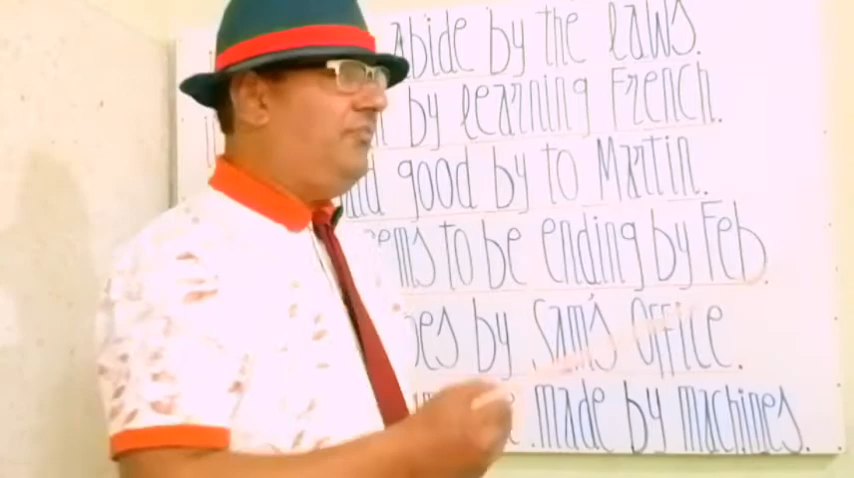 abide by the laws.
by learning French.
good by to Martin.
to be ending by Feb.
by Sam's Office.
made by machines.